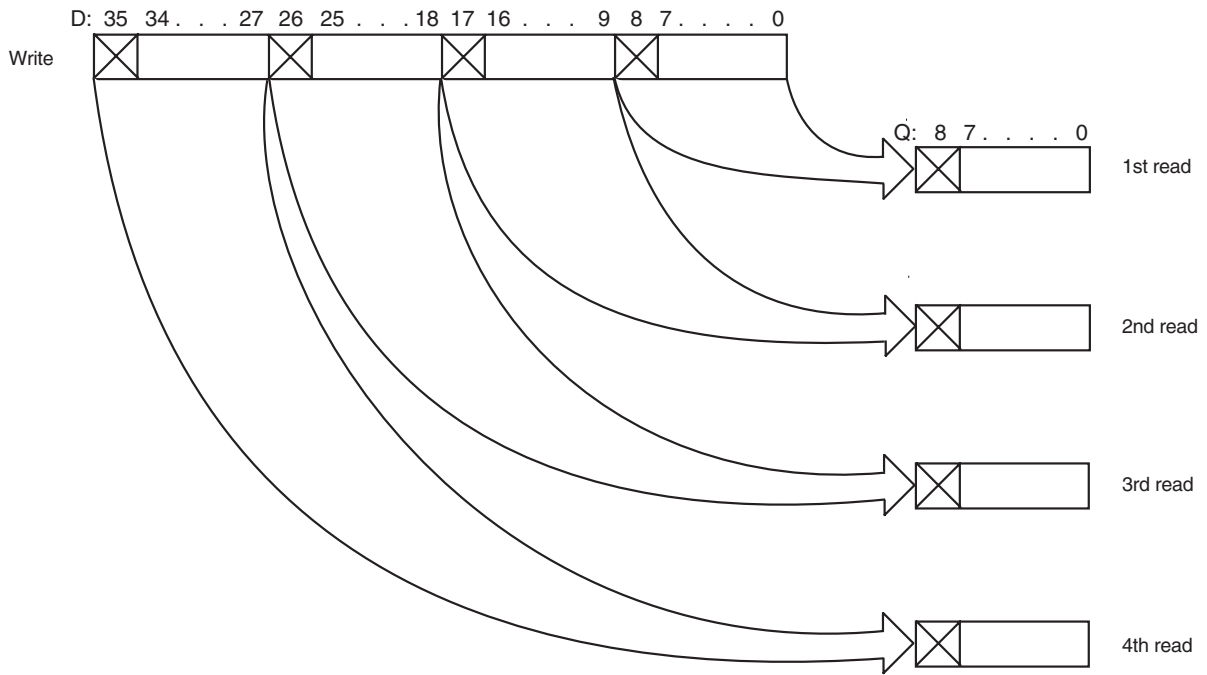 D: 35 34 . . . 27 26 25 . . . 18 17 16 . . . 9 8 7 . . . . 0
Write
Q: 8 7 . . . . 0
1st read
2nd read
3rd read
4th read